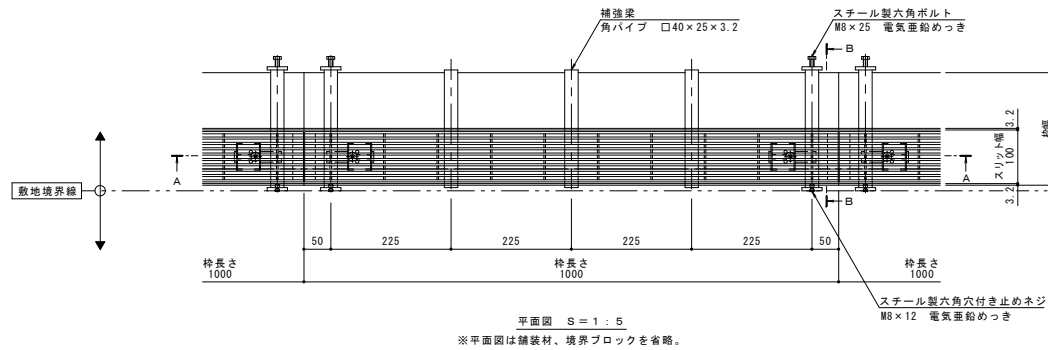 補強梁
角パイプ □40×25×3.2
スチール製六角ボルト
M8×25 電気亜鉛めっき
B
3.2
スリット幅
100
3.2
A
A
敷地境界線
B
50
225
225
225
225
50
枠長さ
1000
枠長さ
1000
1000
スチール製六角穴付き止めネジ
M8×12 電気亜鉛めっき
平面図 S=1:5
※平面図は舗装材、境界ブロックを省略。